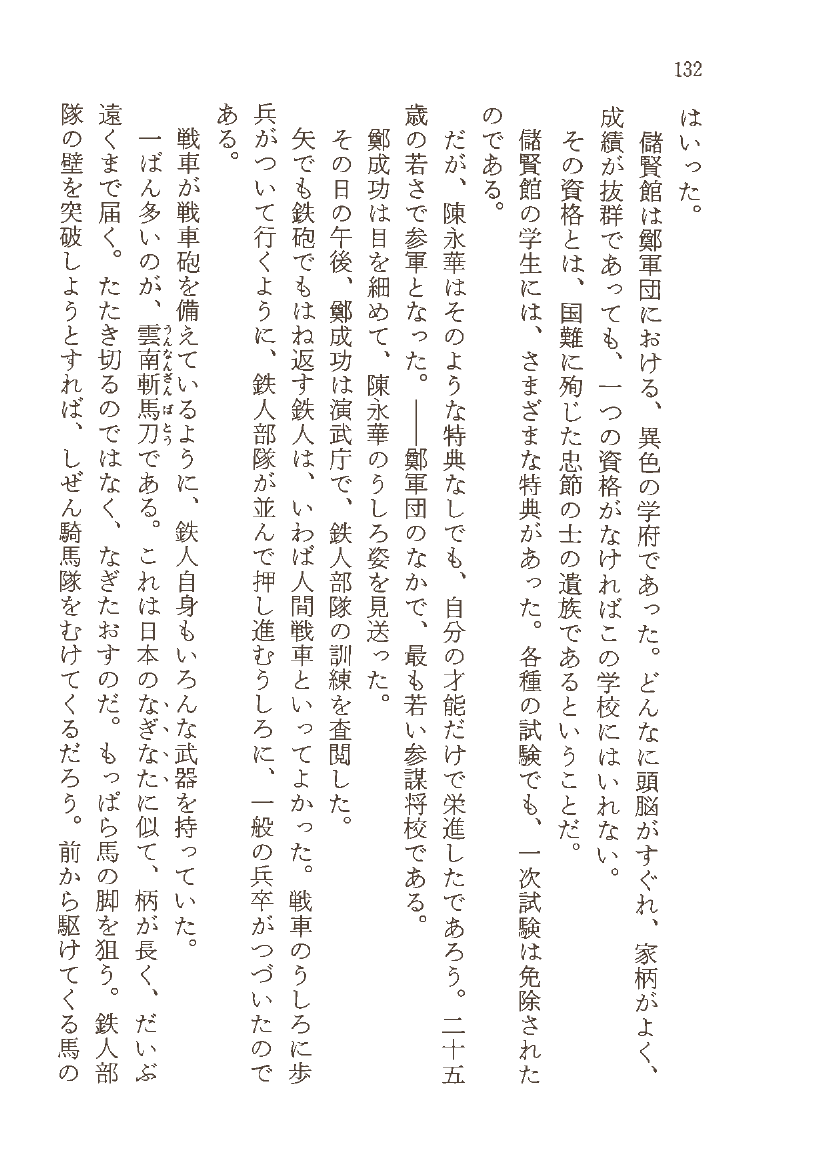 132
はいった。
儲賢館は鄭軍団における、異色の学府であった。どんなに頭脳がすぐれ、家柄がよく、
成績が抜群であっても、一つの資格がなければこの学校にはいれない。
その資格とは、国難に殉じた忠節の士の遺族であるということだ。
儲賢館の学生には、さまざまな特典があった。各種の試験でも、一次試験は免除された
のである。
だが、陳永華はそのような特典なしでも、自分の才能だけで栄進したであろう。二十五
歳の若さで参軍となった。――鄭軍団のなかで、最も若い参謀将校である。
鄭成功は目を細めて、陳永華のうしろ姿を見送った。
その日の午後、鄭成功は演武庁で、鉄人部隊の訓練を査閲した。
矢でも鉄砲でもはね返す鉄人は、いわば人間戦車といってよかった。戦車のうしろに歩
兵がついて行くように、鉄人部隊が並んで押し進むうしろに、一般の兵卒がつづいたので
ある。
戦車が戦車砲を備えているように、鉄人自身もいろんな武器を持っていた。
一ばん多いのが、雲南斬馬刀である。これは日本のなぎなたに似て、柄が長く、だいぶ
うんなんざんばとう
遠くまで届く。たたき切るのではなく、なぎたおすのだ。もっぱら馬の脚を狙う。鉄人部
隊の壁を突破しようとすれば、しぜん騎馬隊をむけてくるだろう。前から駆けてくる馬の